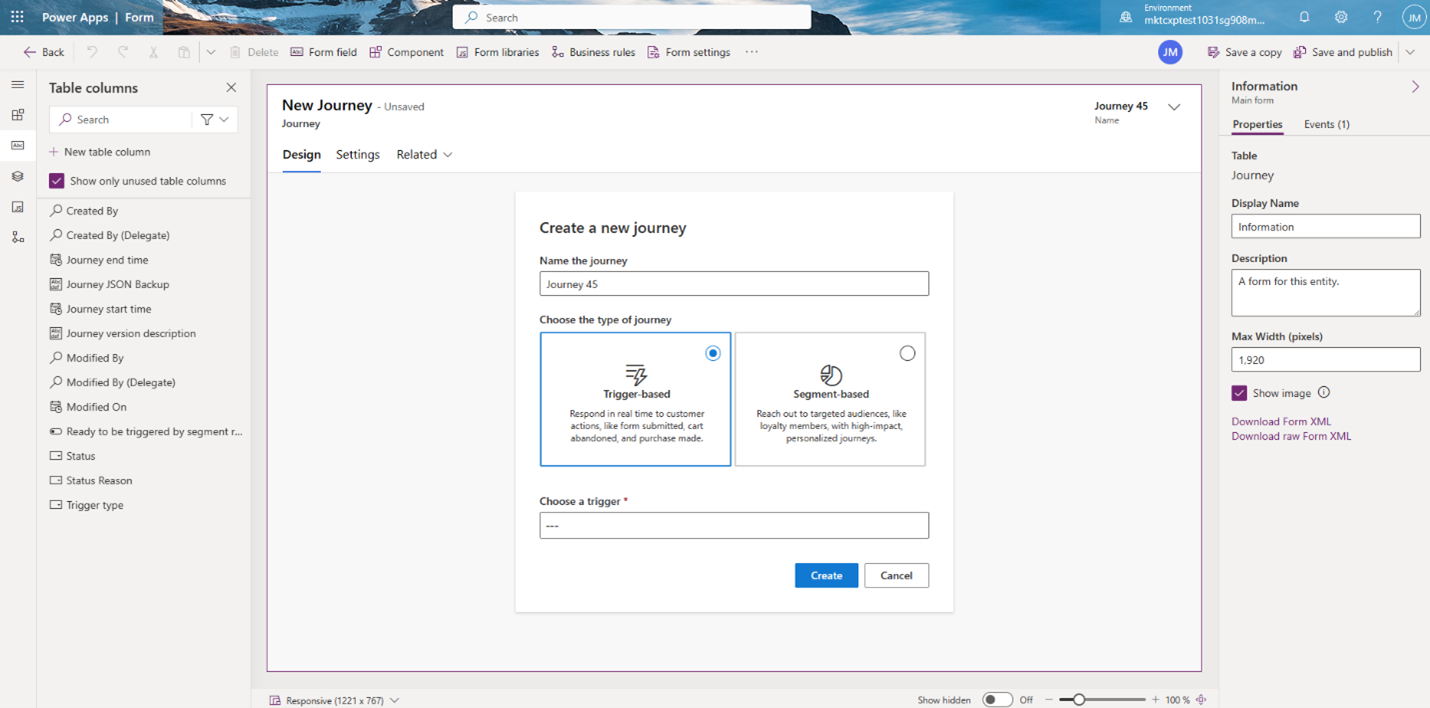 Power Apps | Form
Search
Environment
mktcxptest1031sg908m...
JM
Back
Delete
Form field
Component
Form libraries
Business rules
Form settings
...
JM
Save a copy
Save and publish
Table columns
Search
New table column
Show only unused table columns
Created By
Created By (Delegate)
Journey end time
Journey JSON Backup
Journey start time
Journey version description
Modified By
Modified By (Delegate)
Modified On
Ready to be triggered by segment r...
Status
Status Reason
Trigger type
New Journey - Unsaved
Journey
Journey 45
Name
Design
Settings
Related
Create a new journey
Name the journey
Journey 45
Choose the type of journey
Trigger-based
Respond in real time to customer
actions, like form submitted, cart
abandoned, and purchase made.
Segment-based
Reach out to targeted audiences, like
loyalty members, with high-impact,
personalized journeys.
Choose a trigger *
---
Create
Cancel
Responsive (1221 x 767)
Show hidden
Off
100 %
Information
Main form
Properties
Events (1)
Table
Journey
Display Name
Information
Description
A form for this entity.
Max Width (pixels)
1,920
Show image
Download Form XML
Download raw Form XML